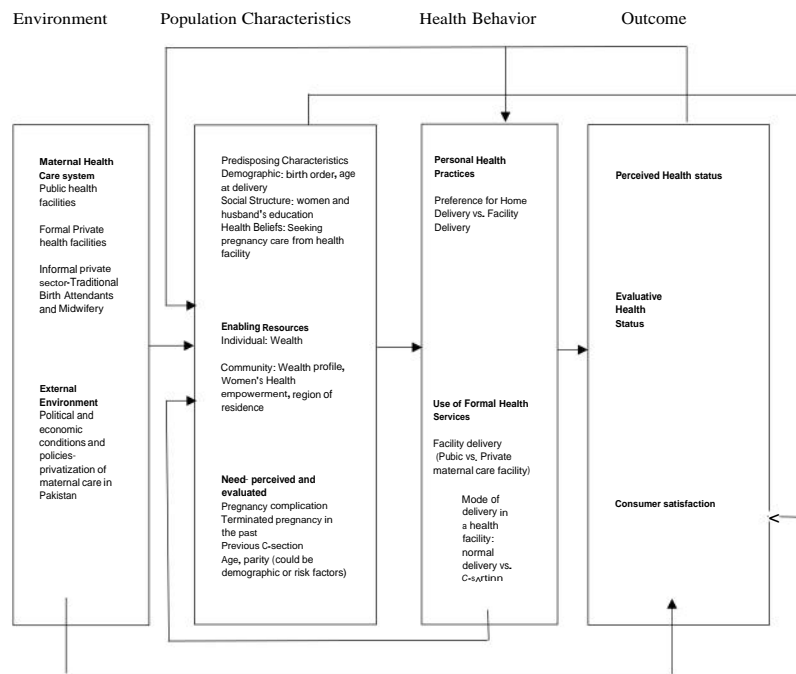 Environment
Population Characteristics
Health Behavior
Outcome
Maternal Health
Care system
Public health
facilities
Formal Private
health facilities
Informal private
sector-Traditional
Birth Attendants
and Midwifery
External
Environment
Political and
economic
conditions and
policies-
privatization of
maternal care in
Pakistan
Predisposing Characteristics
Demographic: birth order, age
at delivery
Social Structure: women and
husband's education
Health Beliefs: Seeking
pregnancy care from health
facility
Enabling Resources
Individual: Wealth
Community: Wealth profile,
Women's Health
empowerment, region of
residence
Need- perceived and
evaluated
Pregnancy complication
Terminated pregnancy in
the past
Previous C-section
Age, parity (could be
demographic or risk factors)
Personal Health
Practices
Preference for Home
Delivery vs. Facility
Delivery
Use of Formal Health
Services
Facility delivery
(Pubic vs. Private
maternal care facility)
Mode of
delivery in
a health
facility:
normal
delivery vs.
Perceived Health status
Evaluative
Health
Status
Consumer satisfaction